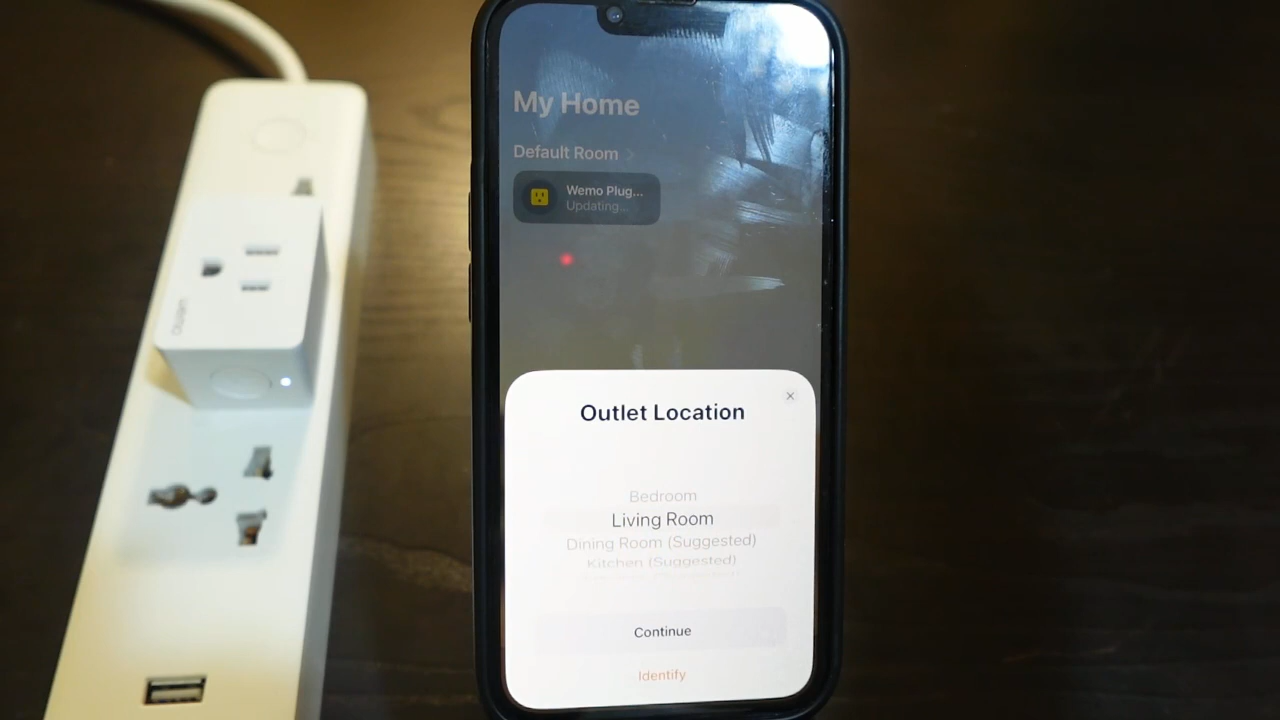 My Home
Default Room
Wemo Plug...
Updating...
wemo
Outlet Location
Bedroom
Living Room
Dining Room (Suggested)
Kitchen (Suggested)
Continue
Identify